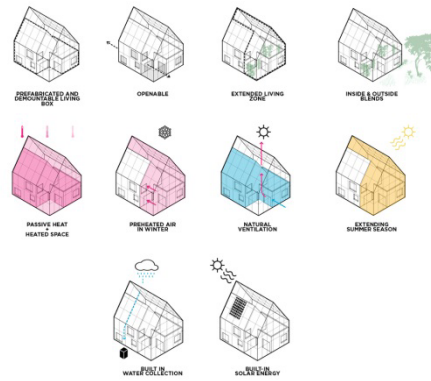 PREFABRICATED AND
DEMOUNTABLE LIVING
BOX
OPENABLE
EXTENDED LIVING
ZONE
INSIDE & OUTSIDE
BLENDS
PASSIVE HEAT
+
HEATED SPACE
PREHEATED AIR
IN WINTER
NATURAL
VENTILATION
EXTENDING
SUMMER SEASON
BUILT IN
WATER COLLECTION
BUILT-IN
SOLAR ENERGY